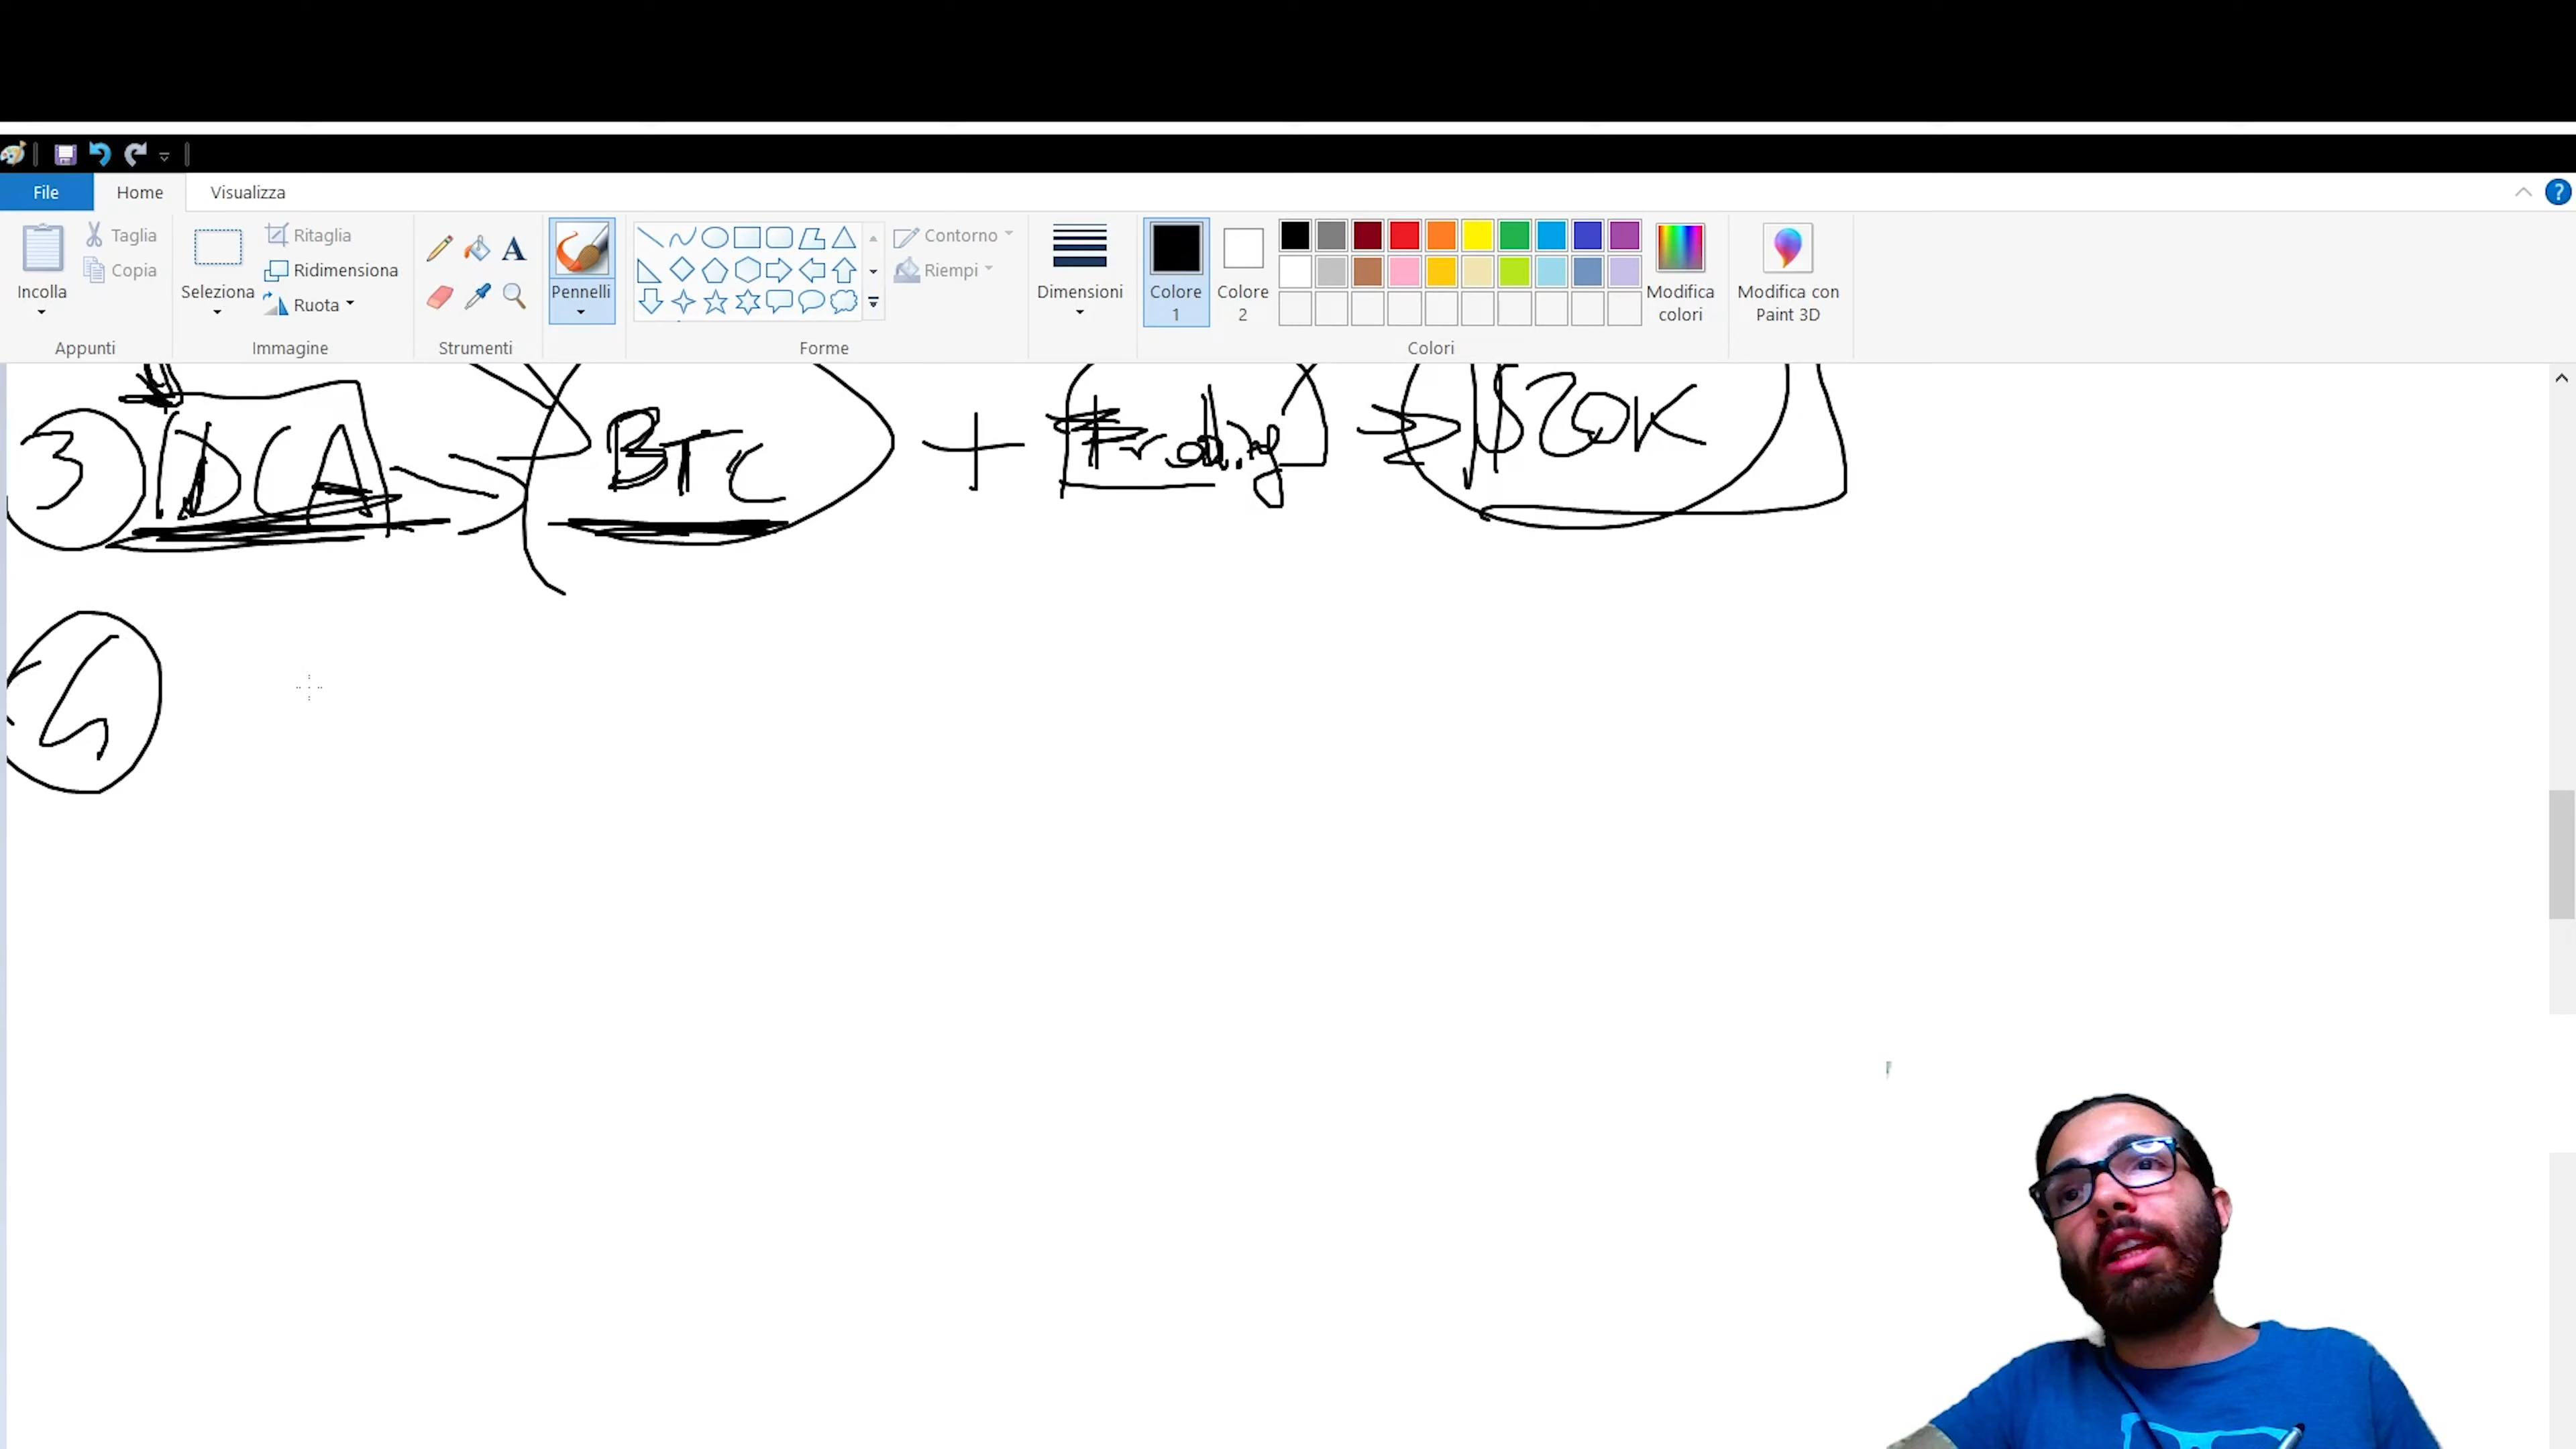 File Home Visualizza
Incolla
Taglia
Copia
Appunti
Seleziona
Ritaglia
Ridimensiona
Ruota
Immagine
A
Strumenti
Pennelli
Forme
Contorno
Riempi
Dimensioni
Colore 1
Colore 2
Colori
Modifica colori
Modifica con Paint 3D
?
3 DCA BTC + trading $20K
4